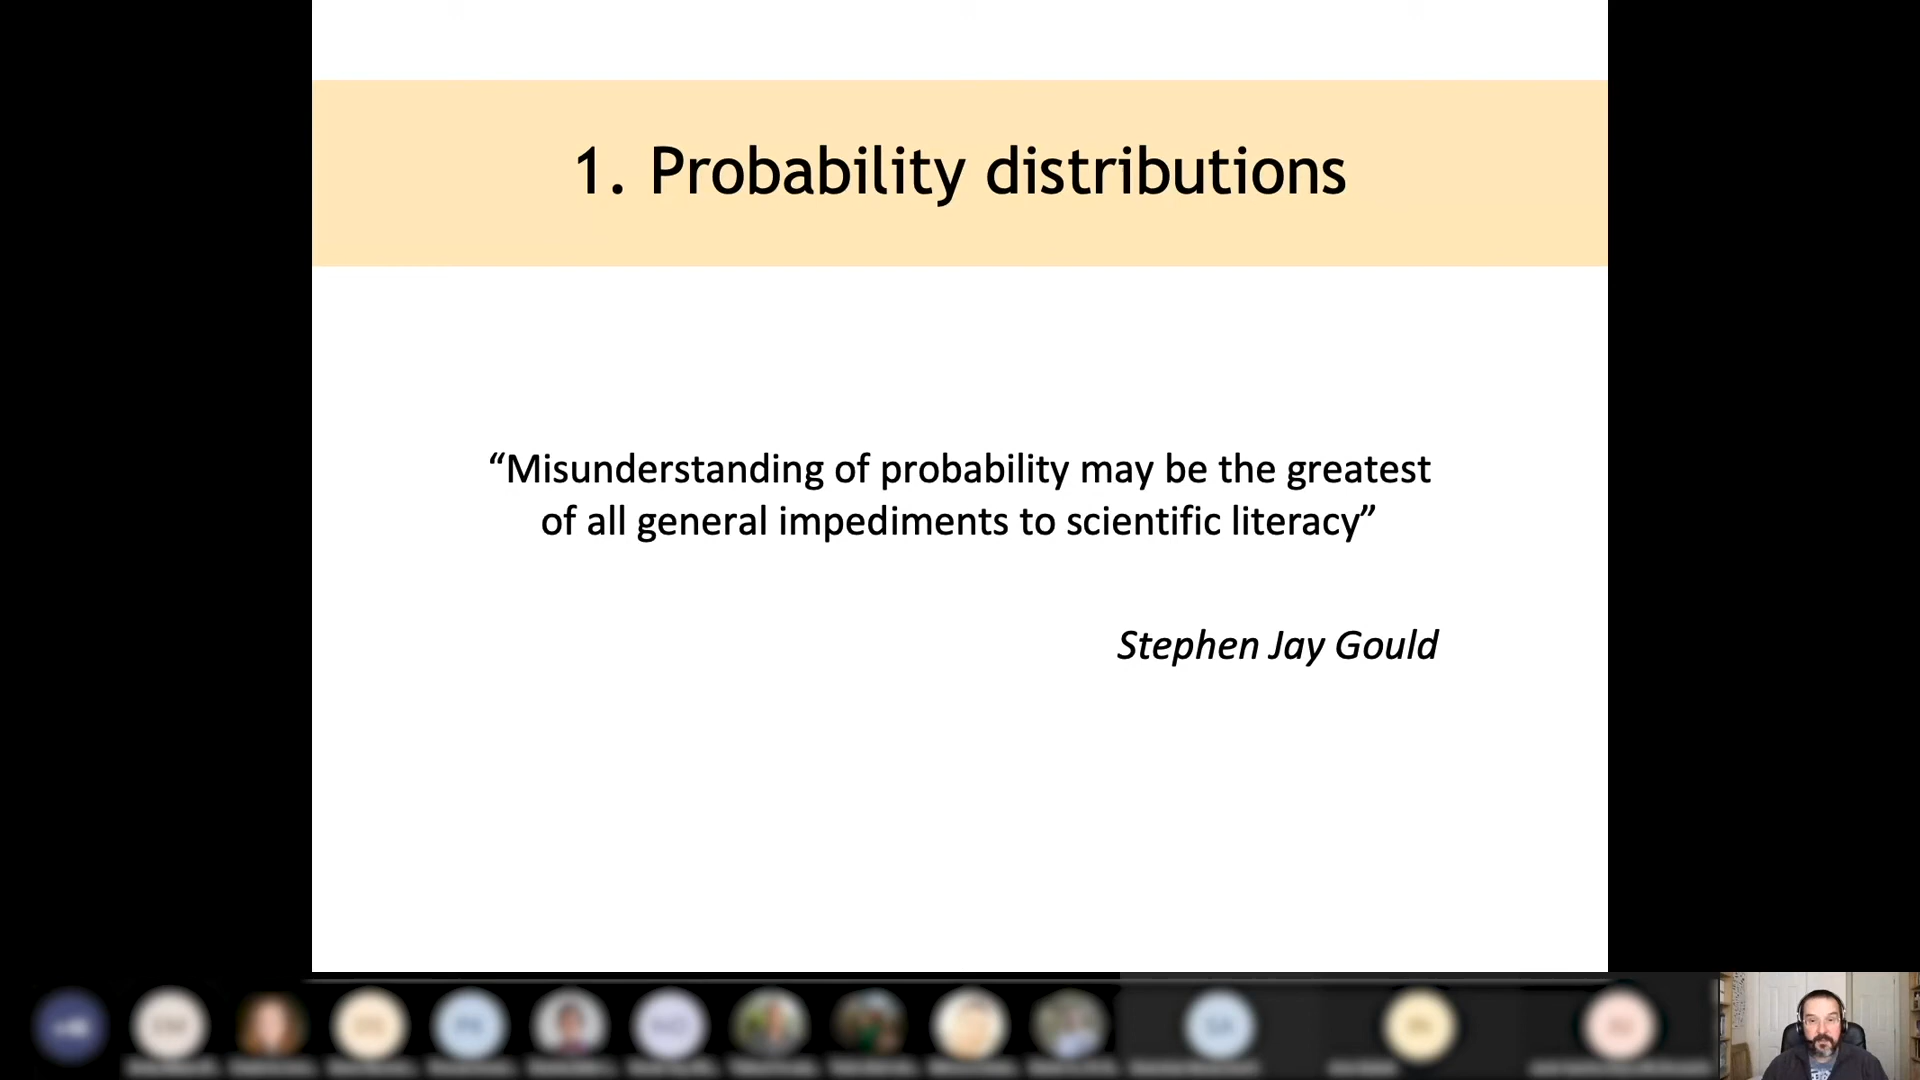 1. Probability distributions
“Misunderstanding of probability may be the greatest
of all general impediments to scientific literacy”
Stephen Jay Gould